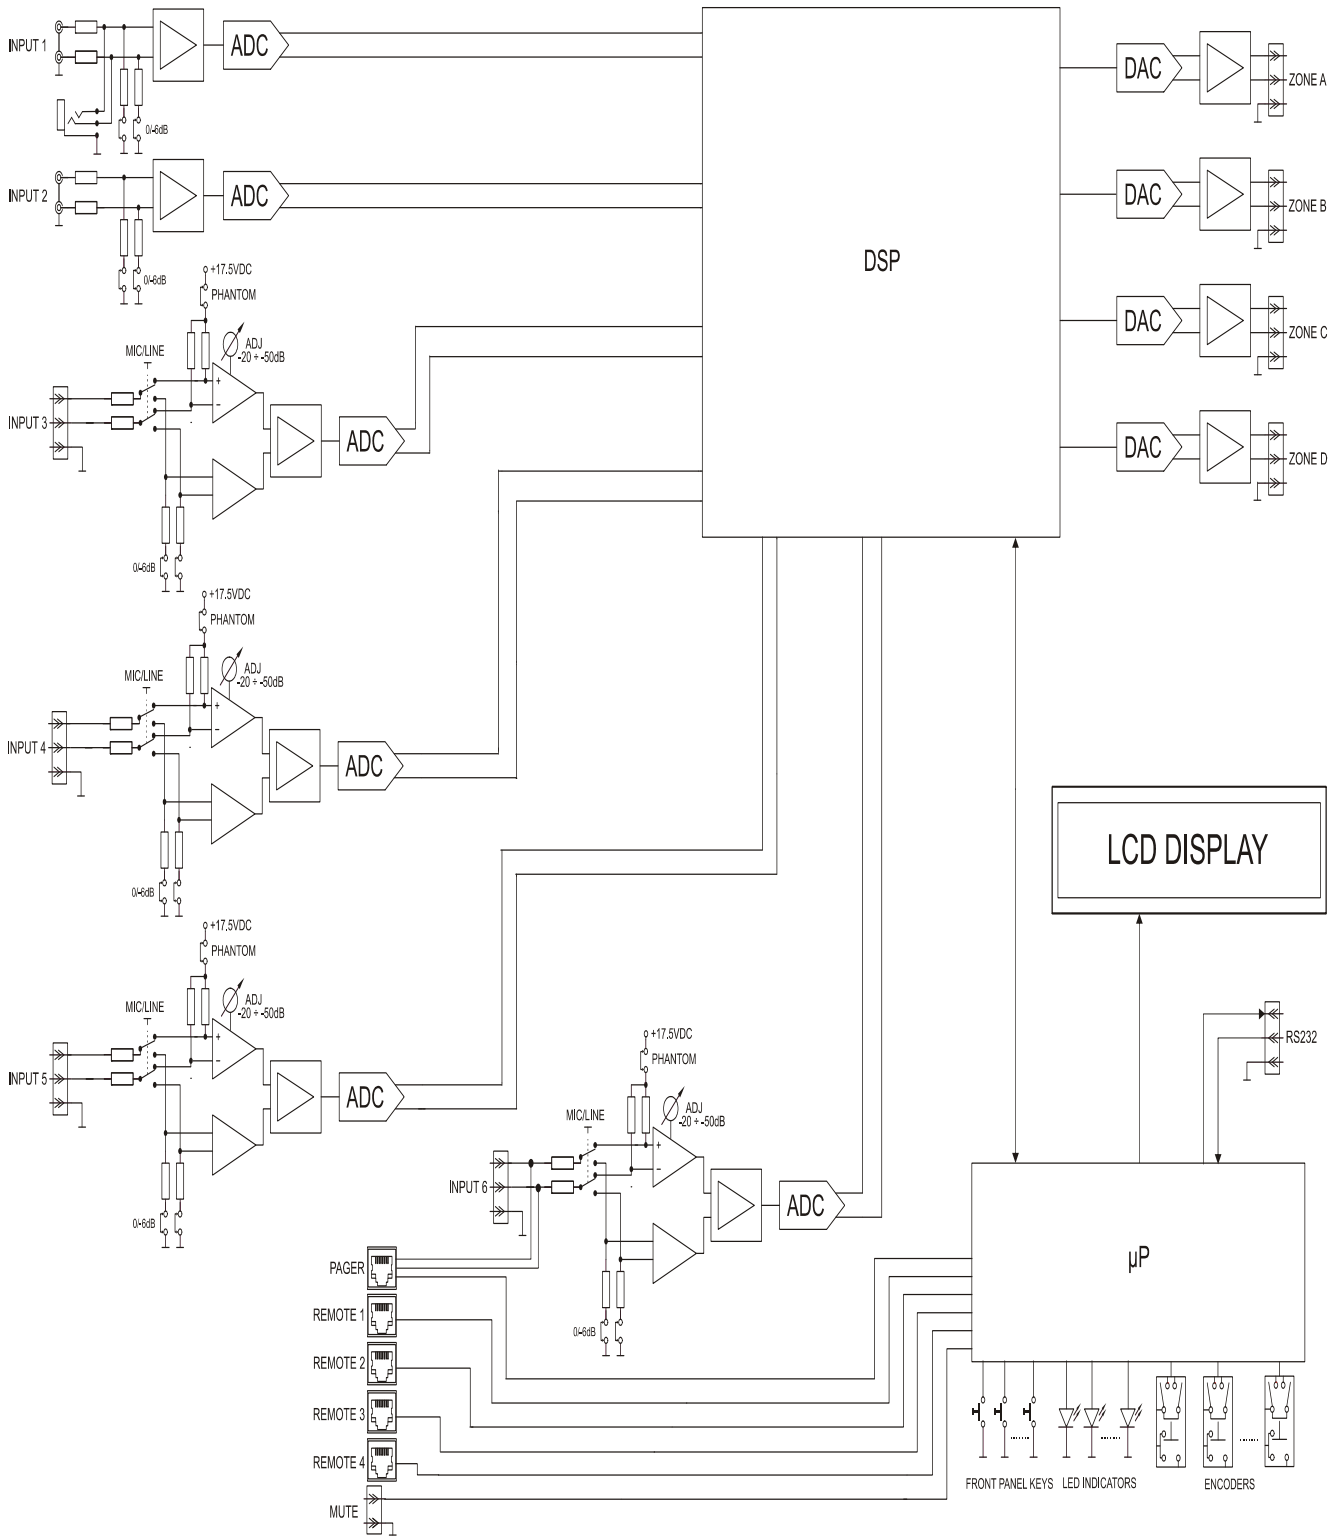 INPUT 1
ADC
0/-6dB
INPUT 2
ADC
0/-6dB
DSP
DAC
ZONE A
DAC
ZONE B
DAC
ZONE C
DAC
ZONE D
+17.5VDC
PHANTOM
MIC/LINE
ADJ
-20 ÷ -50dB
INPUT 3
ADC
0/-6dB
+17.5VDC
PHANTOM
MIC/LINE
ADJ
-20 ÷ -50dB
INPUT 4
ADC
0/-6dB
+17.5VDC
PHANTOM
MIC/LINE
ADJ
-20 ÷ -50dB
INPUT 5
ADC
0/-6dB
LCD DISPLAY
RS232
+17.5VDC
PHANTOM
MIC/LINE
ADJ
-20 ÷ -50dB
INPUT 6
ADC
0/-6dB
µP
PAGER
REMOTE 1
REMOTE 2
REMOTE 3
REMOTE 4
MUTE
FRONT PANEL KEYS
LED INDICATORS
ENCODERS